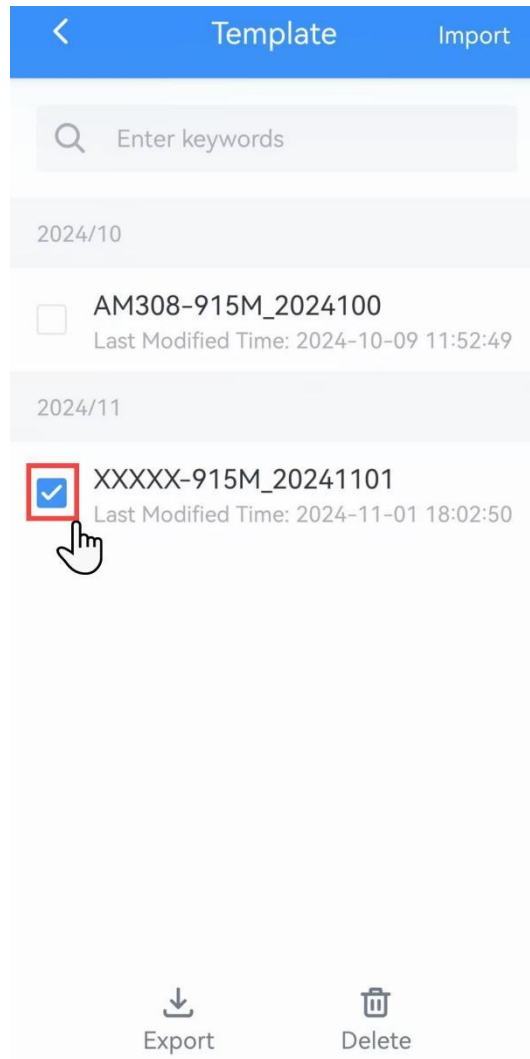 Template Import
Enter keywords
2024/10
AM308-915M_2024100
Last Modified Time: 2024-10-09 11:52:49
2024/11
XXXXX-915M_20241101
Last Modified Time: 2024-11-01 18:02:50
Export Delete